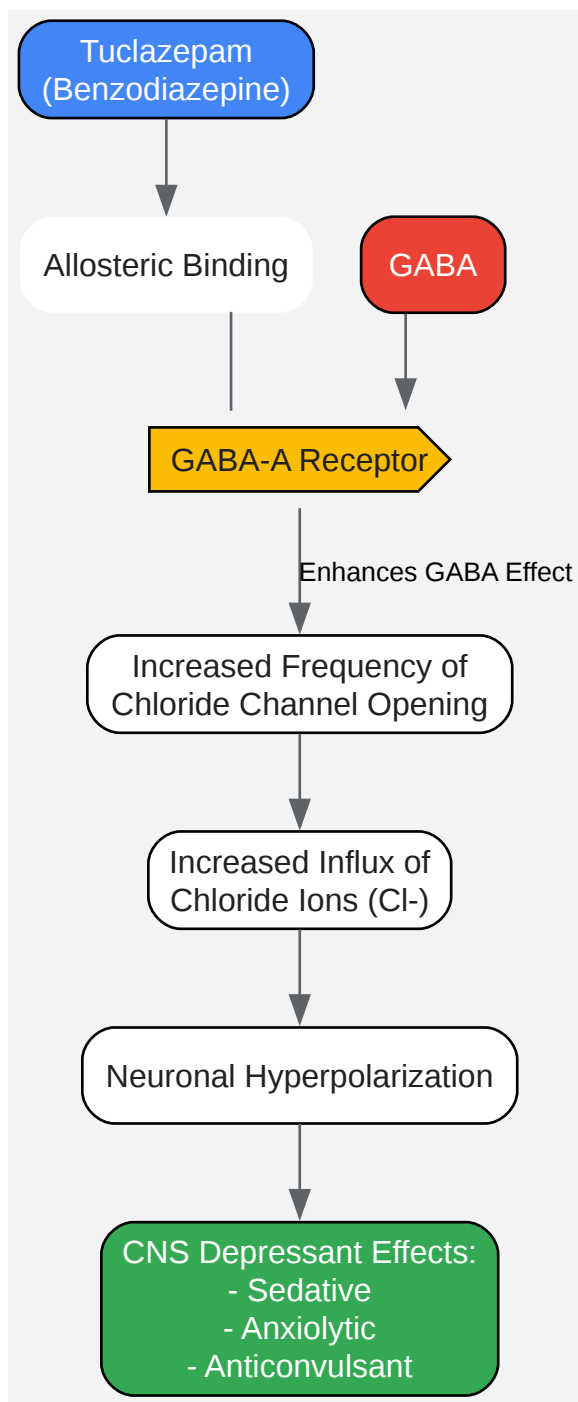 Tuclazepam
(Benzodiazepine)
Allosteric Binding
GABA
GABA-A Receptor
Enhances GABA Effect
Increased Frequency of
Chloride Channel Opening
Increased Influx of
Chloride Ions (Cl-)
Neuronal Hyperpolarization
CNS Depressant Effects:
- Sedative
- Anxiolytic
- Anticonvulsant